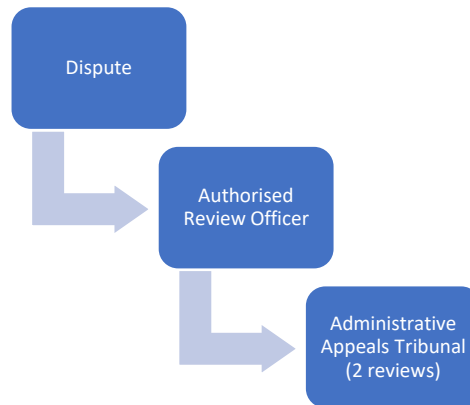 Dispute
Authorised
Review Officer
Administrative
Appeals Tribunal
(2 reviews)